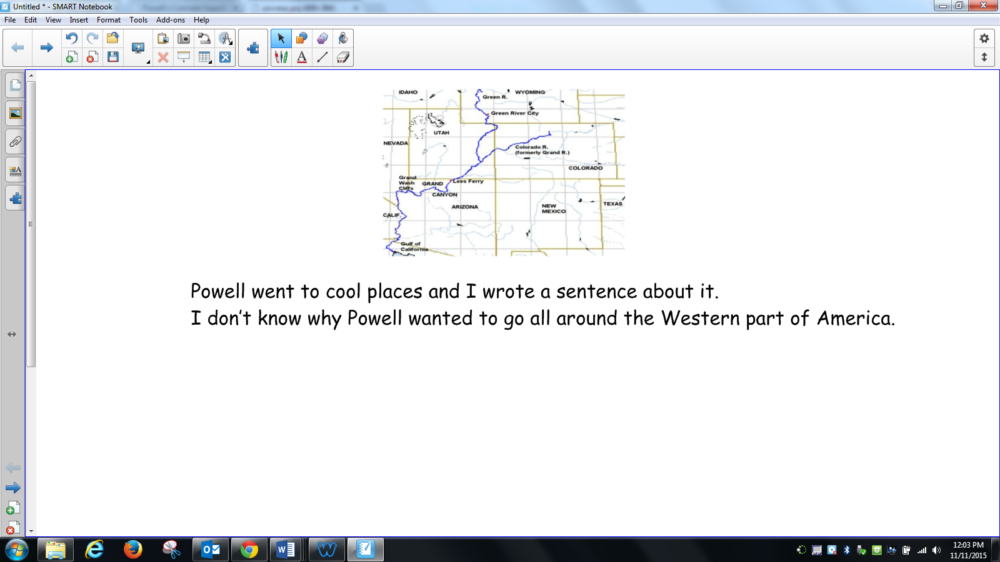 Untitled * - SMART Notebook
File Edit View Insert Format Tools Add-ons Help
IDAHO
WYOMING
Green R.
Green River City
UTAH
NEVADA
Colorado R.
(formerly Grand R.)
COLORADO
Grand
Wash
Cliffs
GRAND
CANYON
Lees Ferry
ARIZONA
NEW
MEXICO
TEXAS
CALIF.
Gulf of
California
Powell went to cool places and I wrote a sentence about it.
I don't know why Powell wanted to go all around the Western part of America.
12:03 PM
11/11/2015